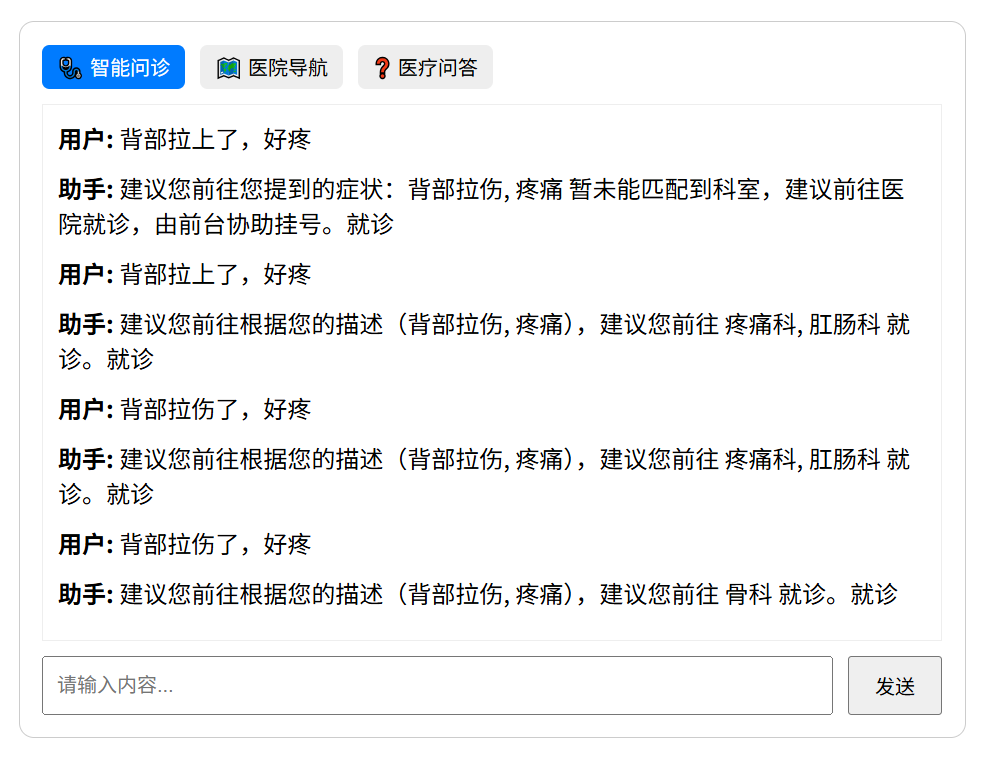 智能问诊 医院导航 医疗问答
用户: 背部拉上了，好疼
助手: 建议您前往您提到的症状：背部拉伤, 疼痛 暂未能匹配到科室，建议前往医
院就诊，由前台协助挂号。就诊
用户: 背部拉上了，好疼
助手: 建议您前往根据您的描述（背部拉伤, 疼痛），建议您前往 疼痛科, 肛肠科 就
诊。就诊
用户: 背部拉伤了，好疼
助手: 建议您前往根据您的描述（背部拉伤, 疼痛），建议您前往 疼痛科, 肛肠科 就
诊。就诊
用户: 背部拉伤了，好疼
助手: 建议您前往根据您的描述（背部拉伤, 疼痛），建议您前往 骨科 就诊。就诊
请输入内容... 发送